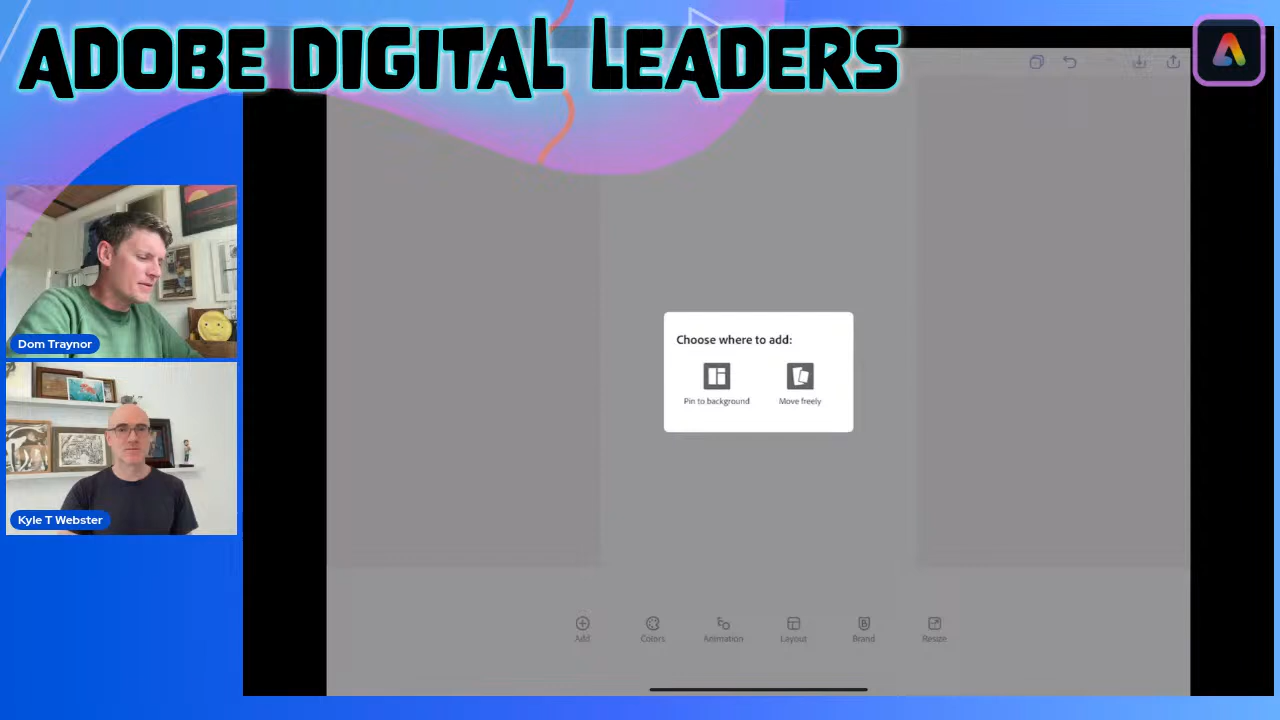 ADOBE DIGITAL LEADERS
Dom Traynor
Kyle T Webster
Choose where to add:
Pin to background
Move freely
Add
Colors
Animation
Layout
Brand
Resize